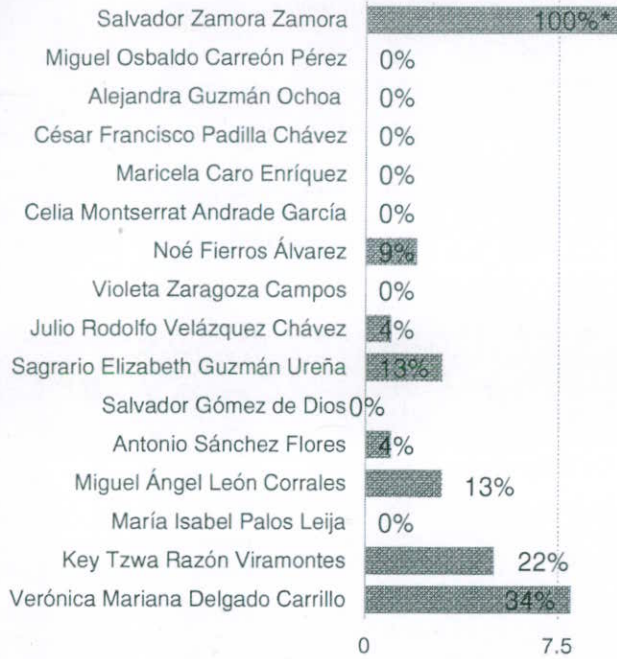 Salvador Zamora Zamora 100%*
Miguel Osbaldo Carreón Pérez 0%
Alejandra Guzmán Ochoa 0%
César Francisco Padilla Chávez 0%
Maricela Caro Enríquez 0%
Celia Montserrat Andrade García 0%
Noé Fierros Álvarez 9%
Violeta Zaragoza Campos 0%
Julio Rodolfo Velázquez Chávez 4%
Sagrario Elizabeth Guzmán Ureña 13%
Salvador Gómez de Dios 0%
Antonio Sánchez Flores 4%
Miguel Ángel León Corrales 13%
María Isabel Palos Leija 0%
Key Tzwa Razón Viramontes 22%
Verónica Mariana Delgado Carrillo 34%
0 7.5